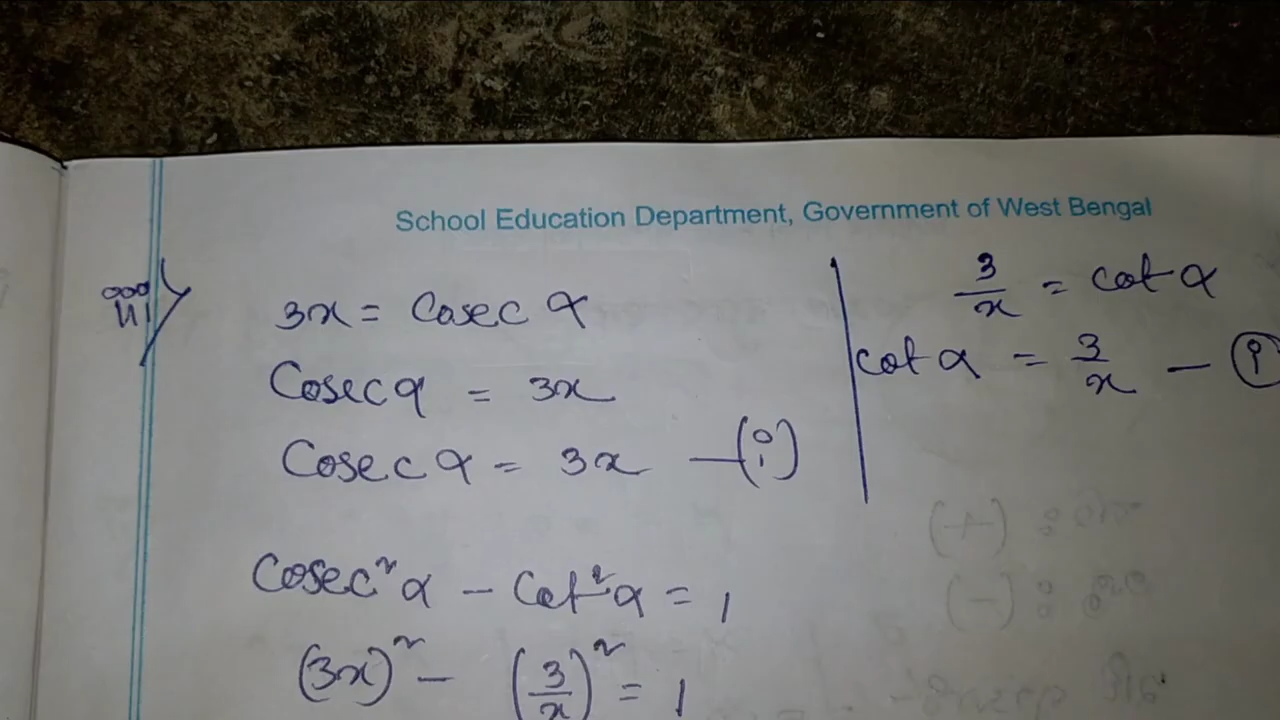 School Education Department, Government of West Bengal
iii)
3x = Cosec α
Cosec α = 3x
Cosec α = 3x —(i)
3/x = cot α
cot α = 3/x —
Cosec²α - Cot²α = 1
(3x)² - (3/x)² = 1